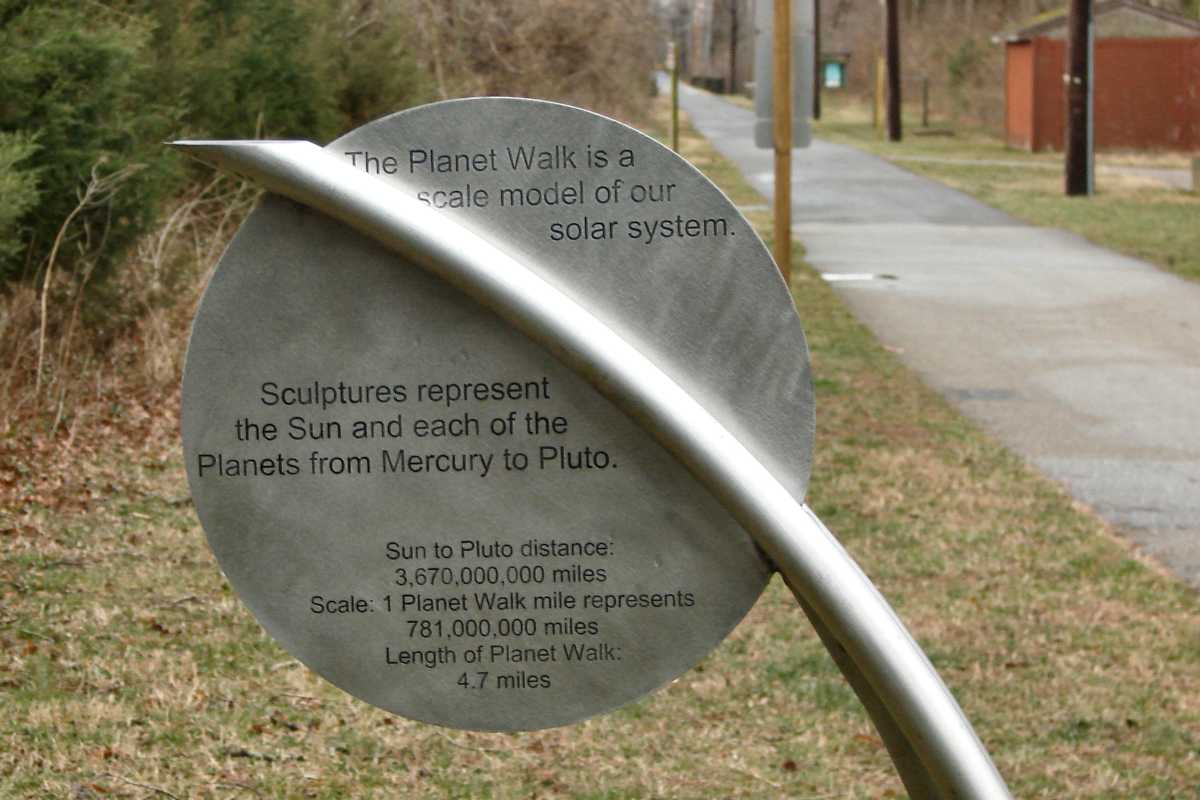 The Planet Walk is a
scale model of our
solar system.
Sculptures represent
the Sun and each of the
Planets from Mercury to Pluto.
Sun to Pluto distance:
3,670,000,000 miles
Scale: 1 Planet Walk mile represents
781,000,000 miles
Length of Planet Walk:
4.7 miles